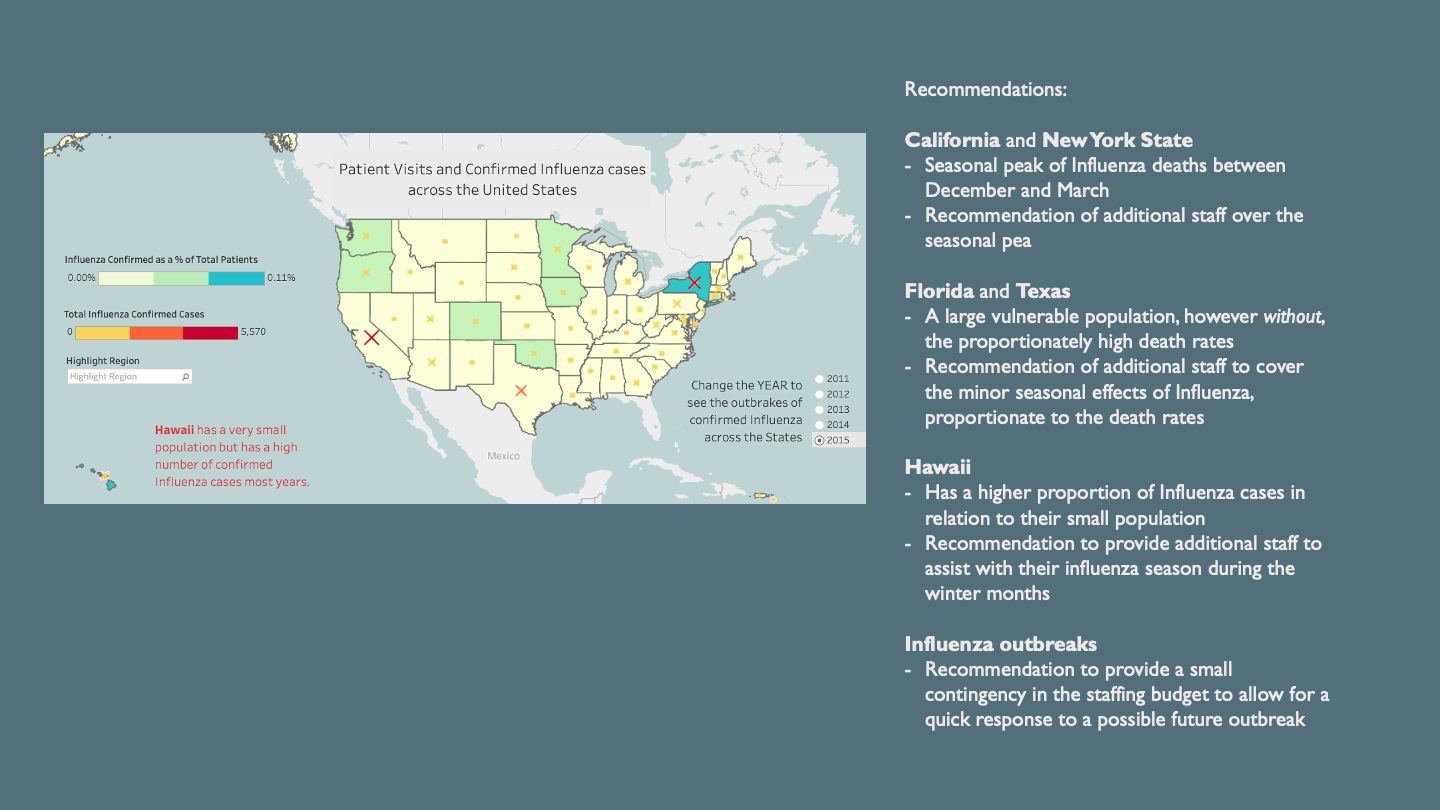 Patient Visits and Confirmed Influenza cases
across the United States
Influenza Confirmed as a % of Total Patients
0.00%
0.11%
Total Influenza Confirmed Cases
0
5,570
Highlight Region
Highlight Region
Hawaii has a very small
population but has a high
number of confirmed
Influenza cases most years.
Mexico
Change the YEAR to
see the outbrakes of
confirmed Influenza
across the States
2011
2012
2013
2014
2015
Recommendations:
California and New York State
- Seasonal peak of Influenza deaths between
December and March
- Recommendation of additional staff over the
seasonal pea
Florida and Texas
- A large vulnerable population, however without,
the proportionately high death rates
- Recommendation of additional staff to cover
the minor seasonal effects of Influenza,
proportionate to the death rates
Hawaii
- Has a higher proportion of Influenza cases in
relation to their small population
- Recommendation to provide additional staff to
assist with their influenza season during the
winter months
Influenza outbreaks
- Recommendation to provide a small
contingency in the staffing budget to allow for a
quick response to a possible future outbreak